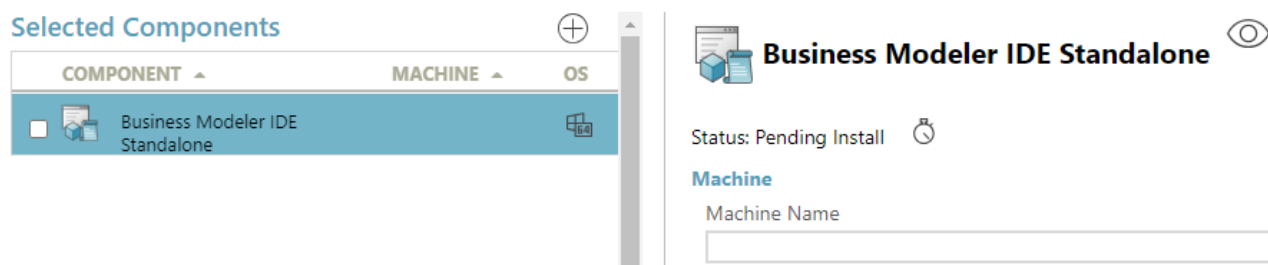 Selected Components
COMPONENT MACHINE OS
Business Modeler IDE
Standalone
64
Business Modeler IDE Standalone
Status: Pending Install
Machine
Machine Name